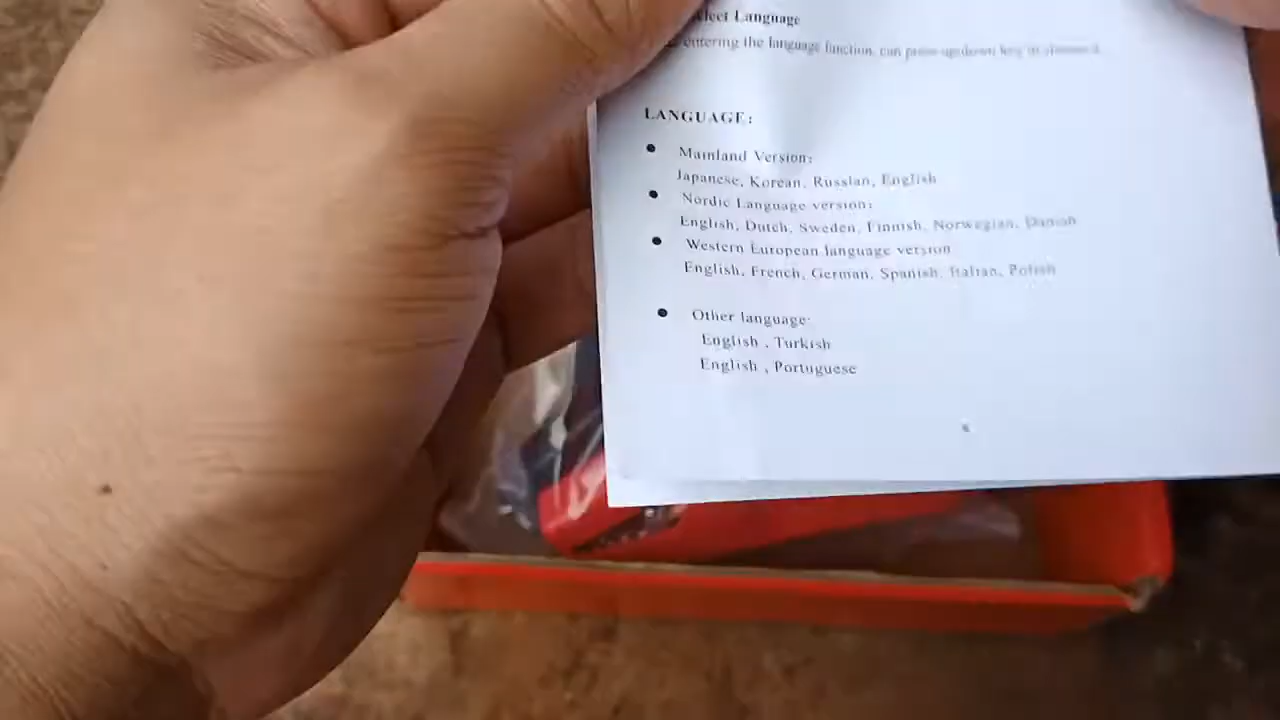 Language
entering the language function, can press up/down key to choose it
LANGUAGE:
Mainland Version:
Japanese, Korean, Russian, English
Nordic Language version:
English, Dutch, Sweden, Finnish, Norwegian, Danish
Western European language version
English, French, German, Spanish, Italian, Polish
Other language:
English , Turkish
English , Portuguese